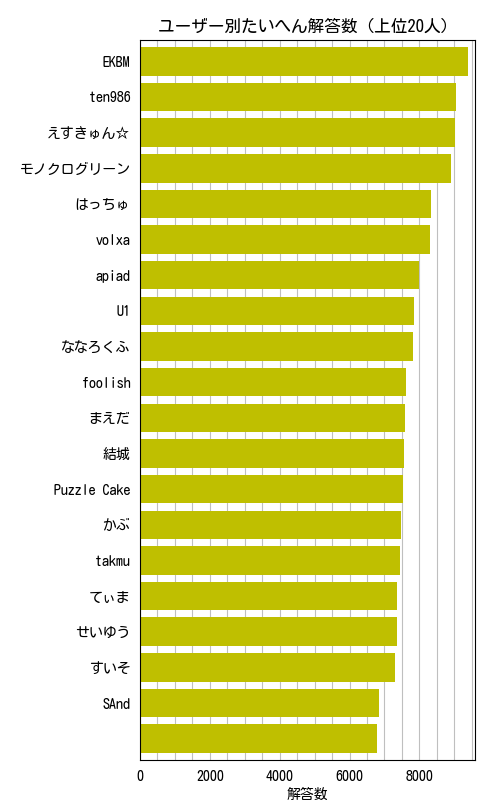 ユーザー別たいへん解答数 (上位20人)
EKBM
ten986
えすきゅん☆
モノクログリーン
はっちゅ
volxa
apiad
U1
ななろくふ
foolish
まえだ
結城
Puzzle Cake
かぶ
takmu
てぃま
せいゆう
すいそ
SAnd
0 2000 4000 6000 8000
解答数